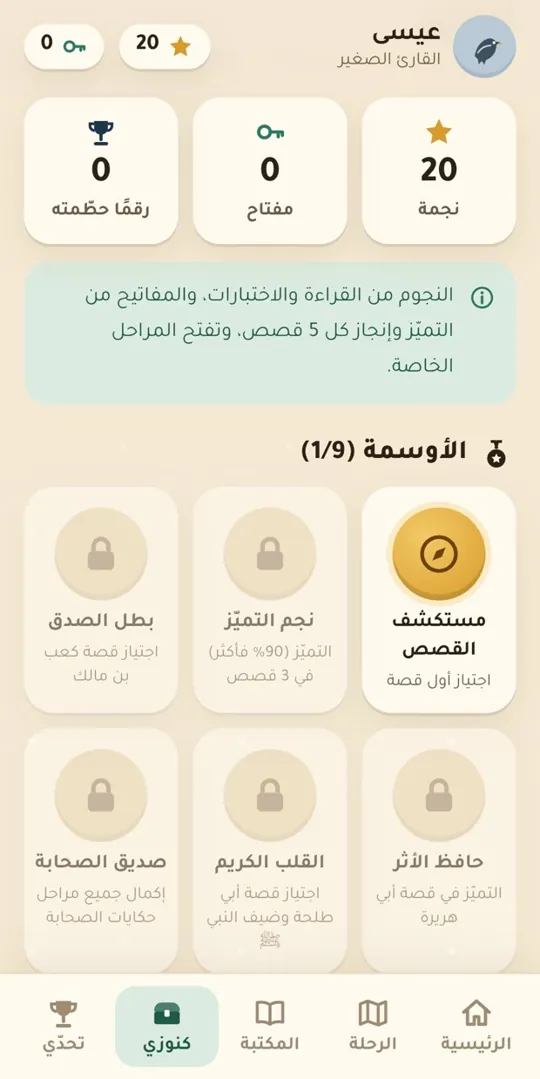 عيسى
القارئ الصغير
20
0
20
نجمة
0
مفتاح
0
رقمًا حطّمته
النجوم من القراءة والاختبارات، والمفاتيح من
التميّز وإنجاز كل 5 قصص، وتفتح المراحل
الخاصة.
الأوسمة (1/9)
مستكشف
القصص
اجتياز أول قصة
نجم التميّز
التميّز (90% فأكثر)
في 3 قصص
بطل الصدق
اجتياز قصة كعب
بن مالك
حافظ الأثر
التميّز في قصة أبي
هريرة
القلب الكريم
اجتياز قصة أبي
طلحة وضيف النبي
ﷺ
صديق الصحابة
إكمال جميع مراحل
حكايات الصحابة
الرئيسية
الرحلة
المكتبة
كنوزي
تحدّي